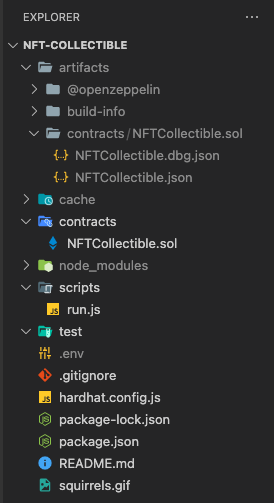 EXPLORER
NFT-COLLECTIBLE
artifacts
@openzeppelin
build-info
contracts / NFTCollectible.sol
NFTCollectible.dbg.json
NFTCollectible.json
cache
contracts
NFTCollectible.sol
node_modules
scripts
JS run.js
test
.env
.gitignore
JS hardhat.config.js
package-lock.json
package.json
README.md
squirrels.gif